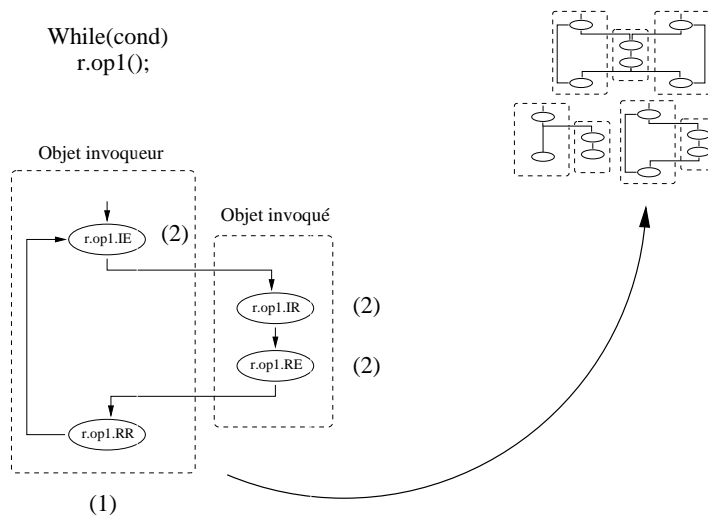 While(cond)
r.op1();
Objet invoqueur
Objet invoqué
r.op1.IE
(2)
r.op1.IR
(2)
r.op1.RE
(2)
r.op1.RR
(1)